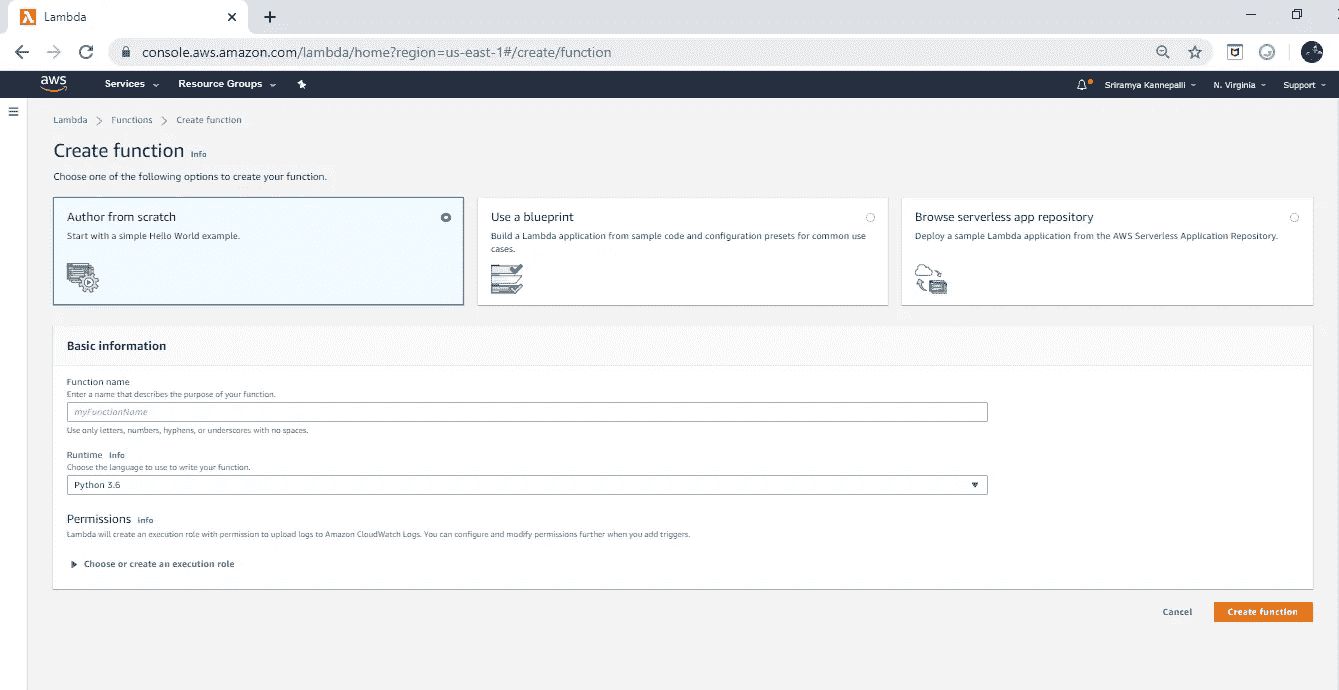 Lambda
console.aws.amazon.com/lambda/home?region=us-east-1#/create/function
aws Services Resource Groups Sriramya Kannepalli N. Virginia Support
Lambda Functions Create function
Create function Info
Choose one of the following options to create your function.
Author from scratch
Start with a simple Hello World example.
Use a blueprint
Build a Lambda application from sample code and configuration presets for common use
cases.
Browse serverless app repository
Deploy a sample Lambda application from the AWS Serverless Application Repository.
Basic information
Function name
Enter a name that describes the purpose of your function.
myFunctionName
Use only letters, numbers, hyphens, or underscores with no spaces.
Runtime Info
Choose the language to use to write your function.
Python 3.6
Permissions Info
Lambda will create an execution role with permission to upload logs to Amazon CloudWatch Logs. You can configure and modify permissions further when you add triggers.
Choose or create an execution role
Cancel Create function